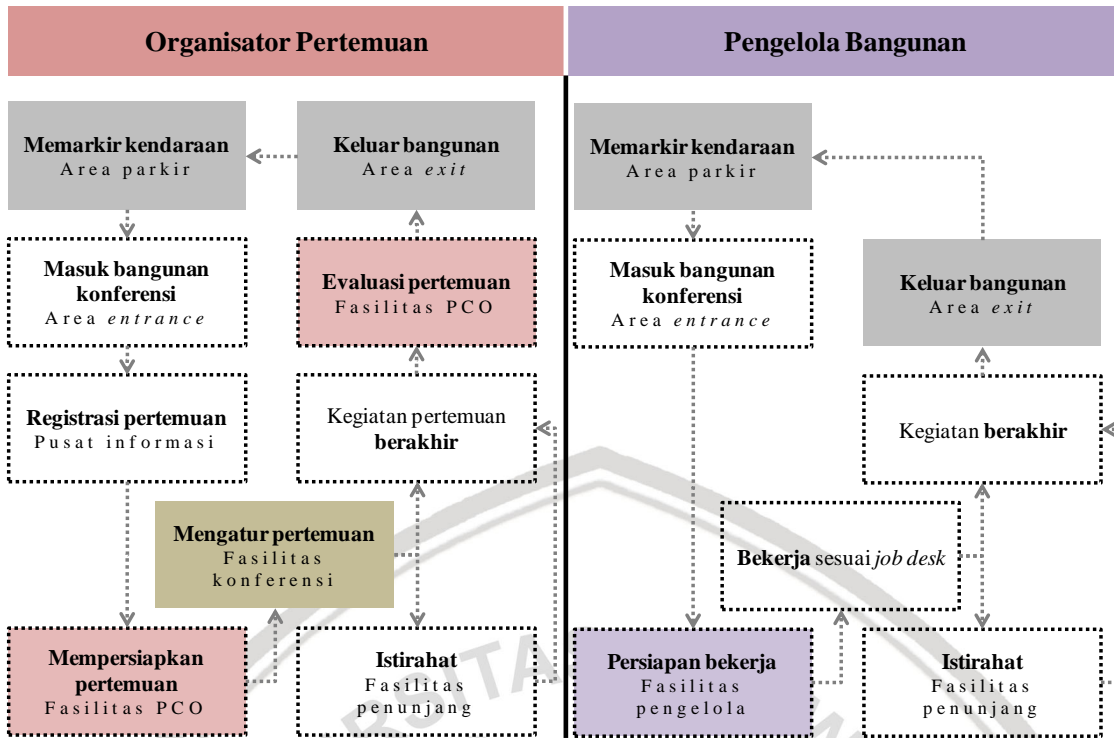 Organisator Pertemuan
Memarkir kendaraan
Area parkir
Keluar bangunan
Area exit
Masuk bangunan
konferensi
Area entrance
Evaluasi pertemuan
Fasilitas PCO
Registrasi pertemuan
Pusat informasi
Kegiatan pertemuan
berakhir
Mengatur pertemuan
Fasilitas
konferensi
Mempersiapkan
pertemuan
Fasilitas PCO
Istirahat
Fasilitas
penunjang
Pengelola Bangunan
Memarkir kendaraan
Area parkir
Masuk bangunan
konferensi
Area entrance
Keluar bangunan
Area exit
Kegiatan berakhir
Bekerja sesuai job desk
Persiapan bekerja
Fasilitas
pengelola
Istirahat
Fasilitas
penunjang